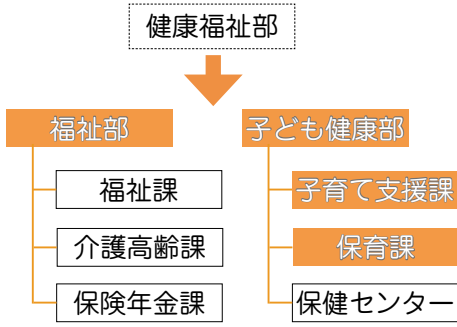 健康福祉部
福祉部
福祉課
介護高齢課
保険年金課
子ども健康部
子育て支援課
保育課
保健センター